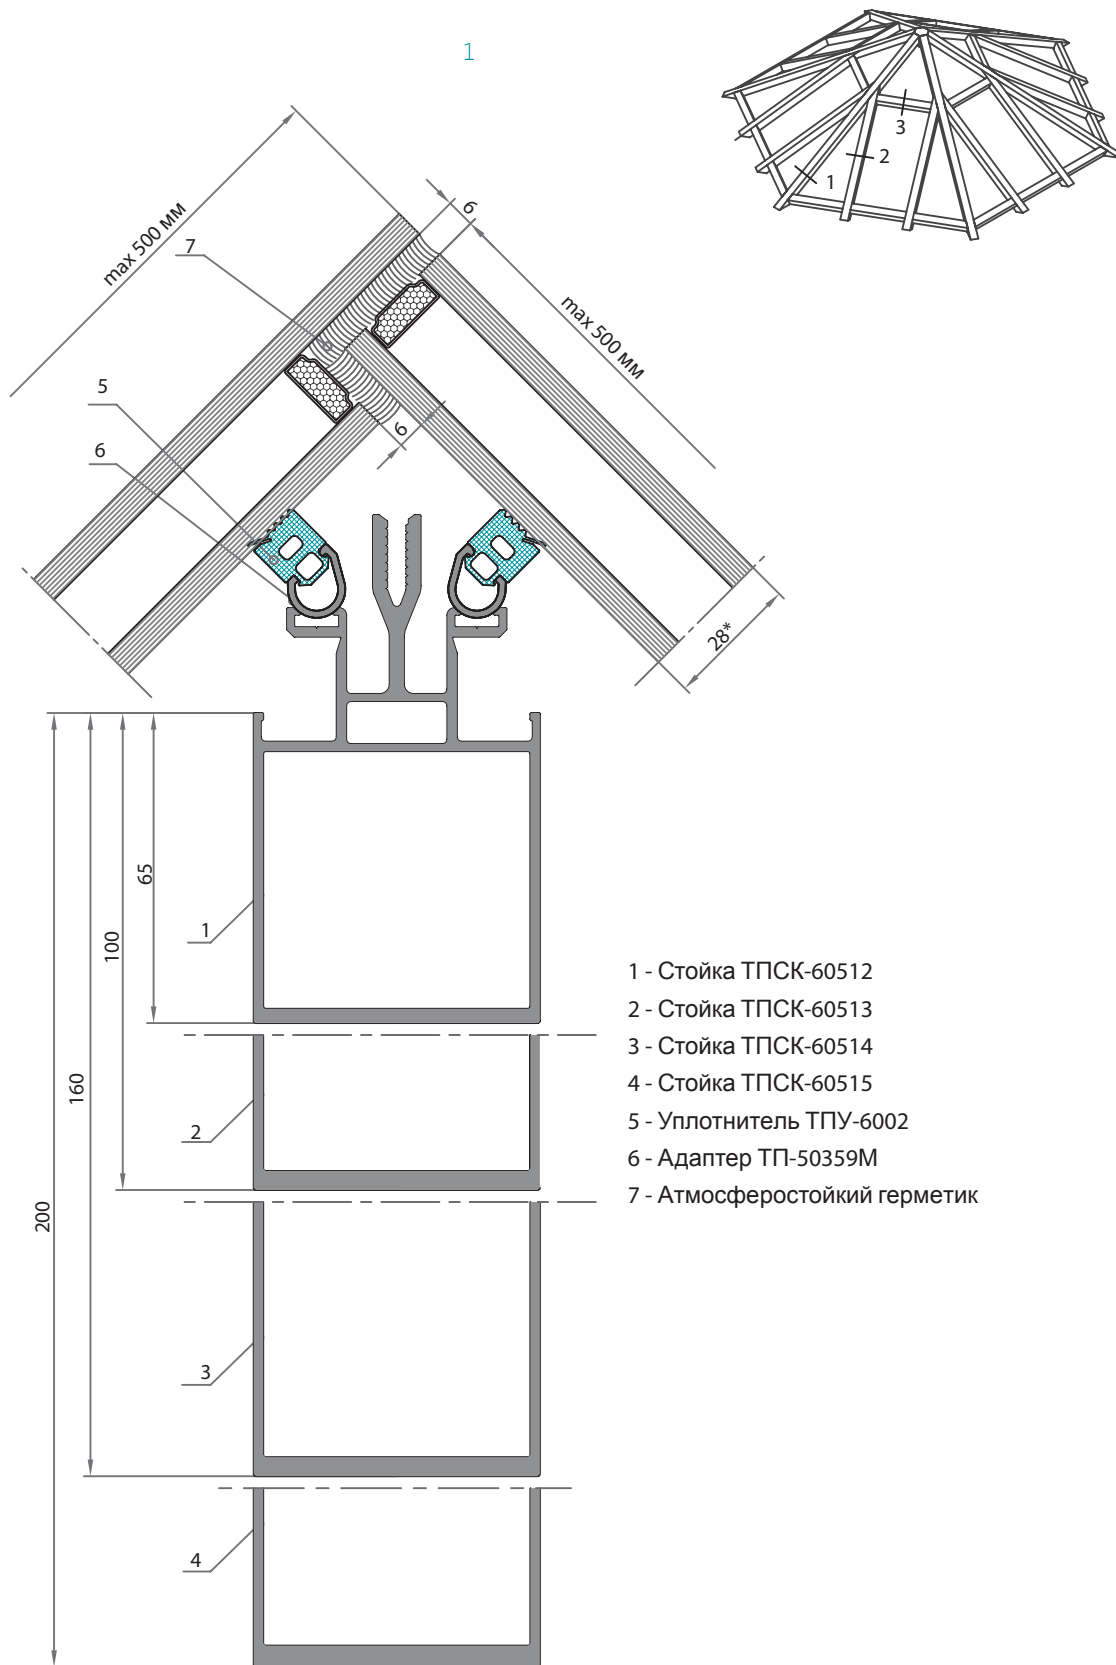 1
3
2
1
max 500 мм
6
7
max 500 мм
5
6
6
28*
65
1
100
160
2
200
3
4
1 - Стойка ТПСК-60512
2 - Стойка ТПСК-60513
3 - Стойка ТПСК-60514
4 - Стойка ТПСК-60515
5 - Уплотнитель ТПУ-6002
6 - Адаптер ТП-50359М
7 - Атмосферостойкий герметик